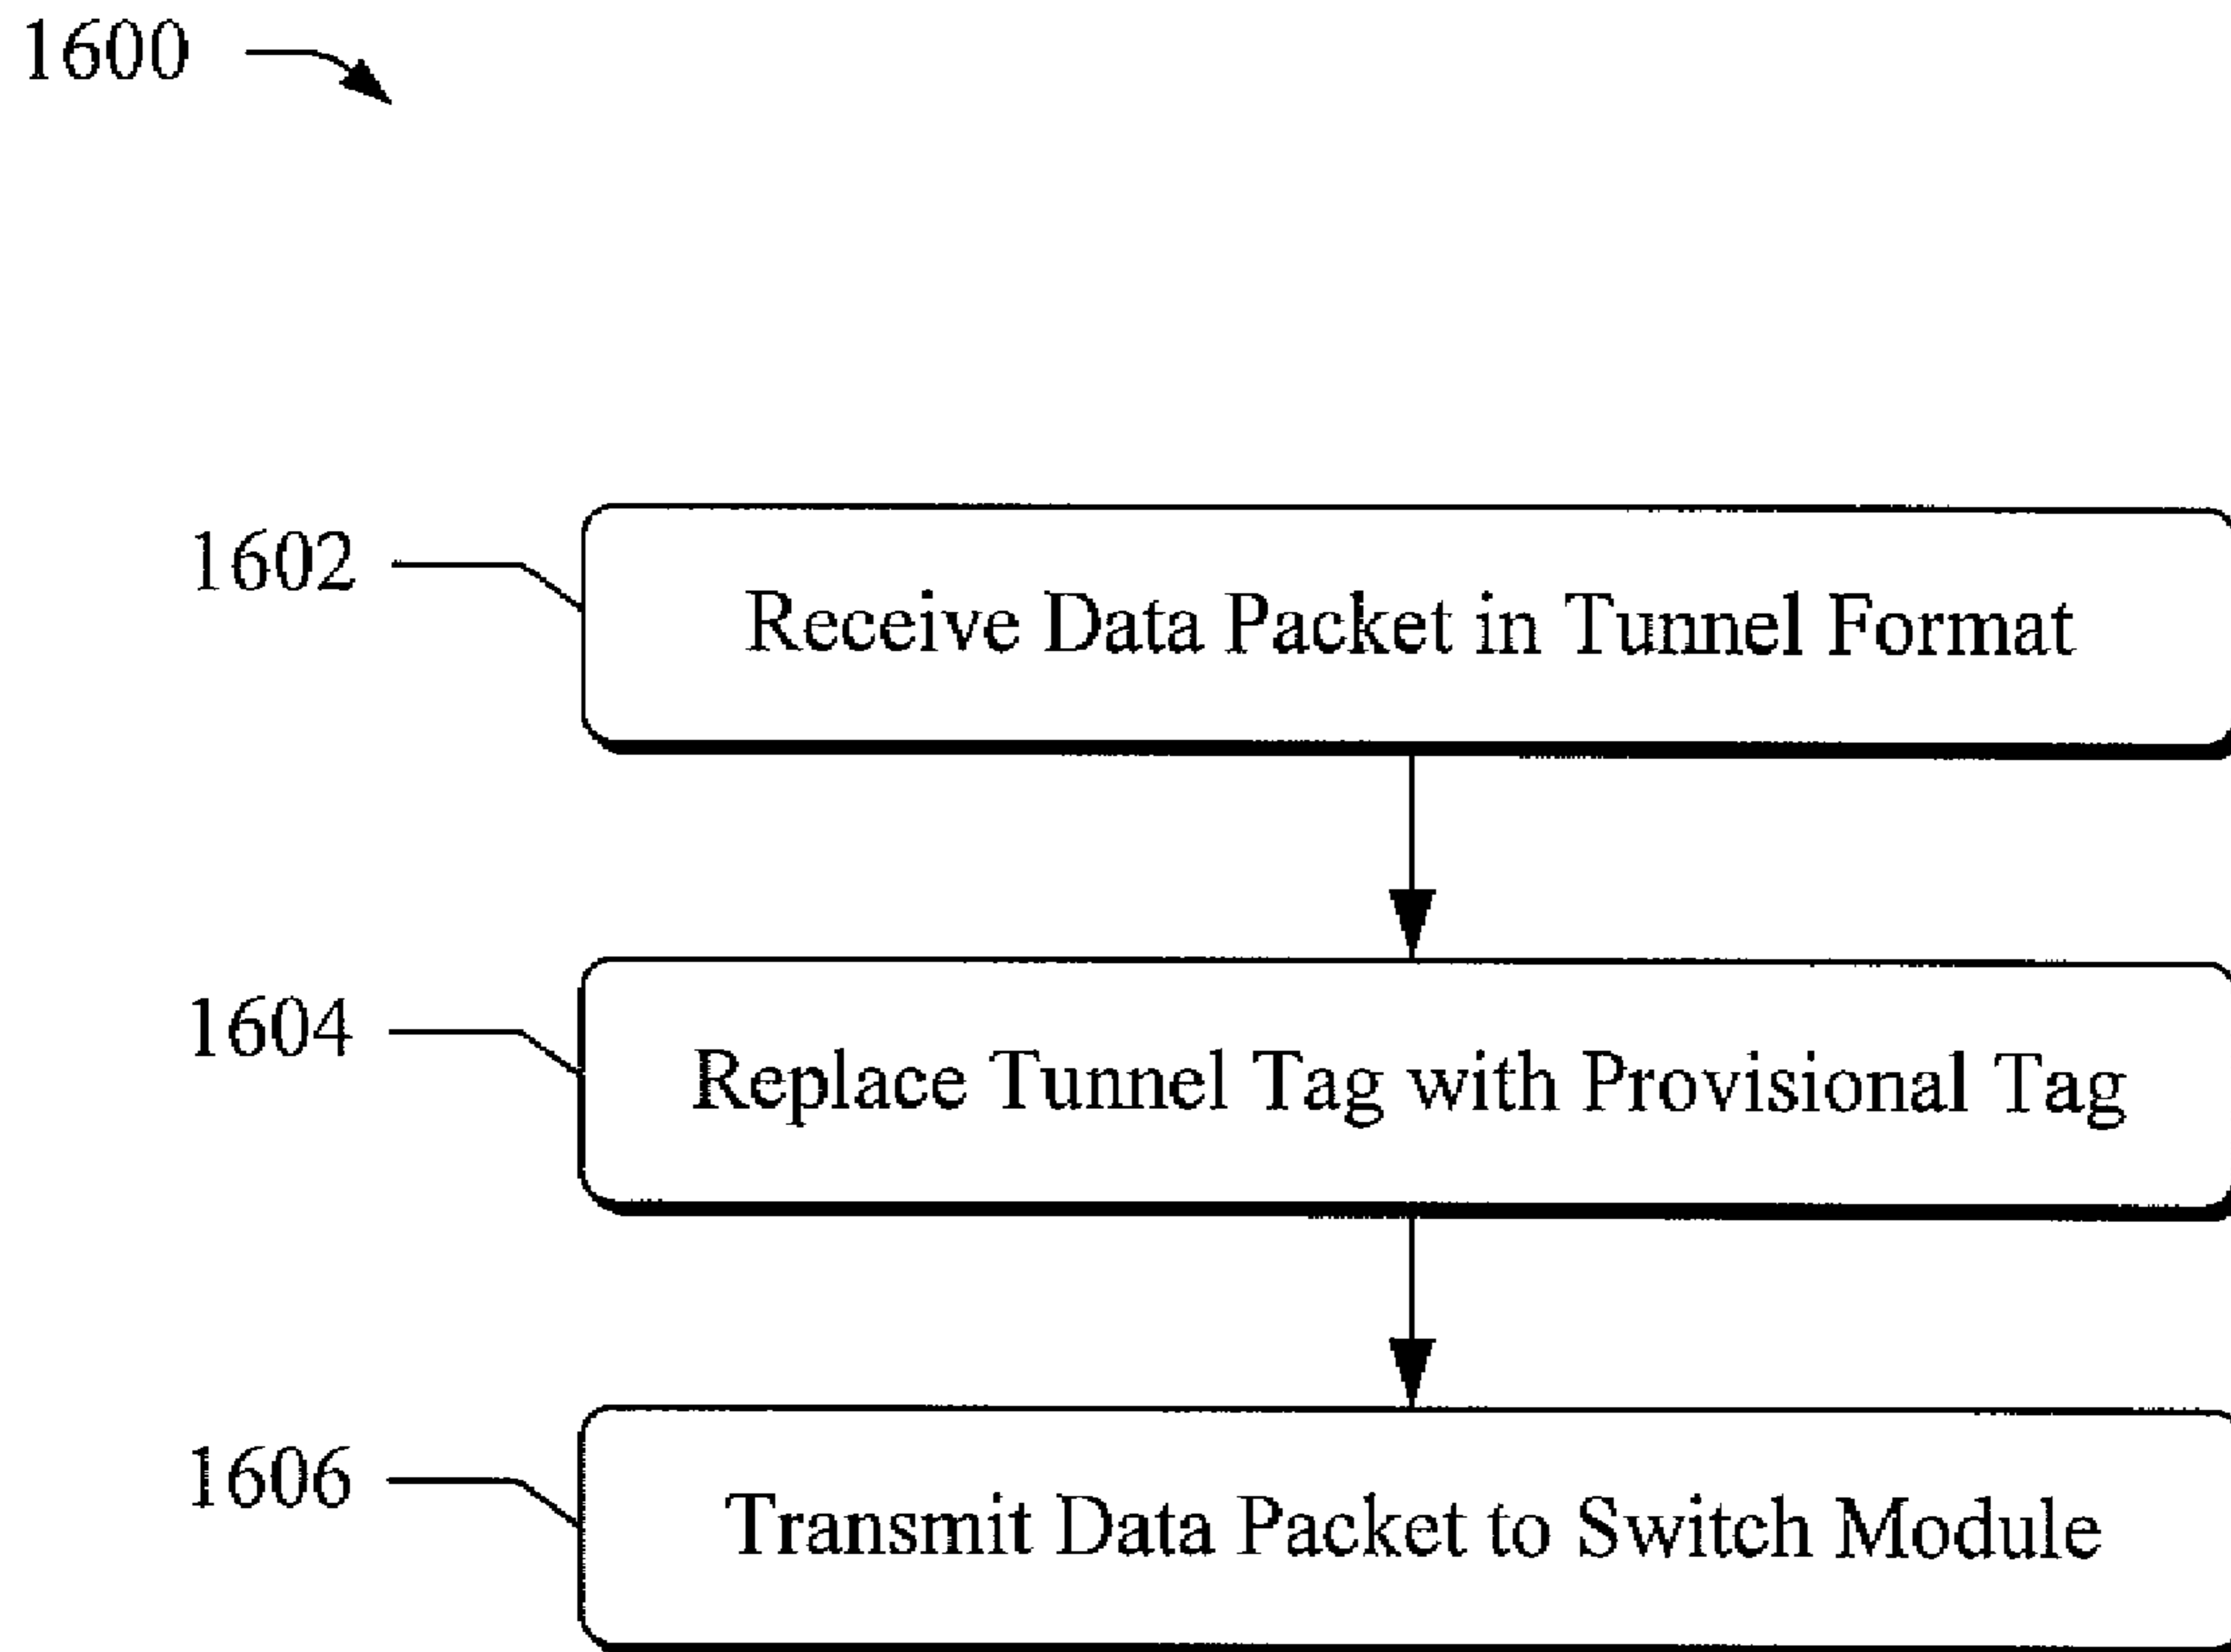 1600
1602
Receive Data Packet in Tunnel Format
1604
Replace Tunnel Tag with Provisional Tag
1606
Transmit Data Packet to Switch Module